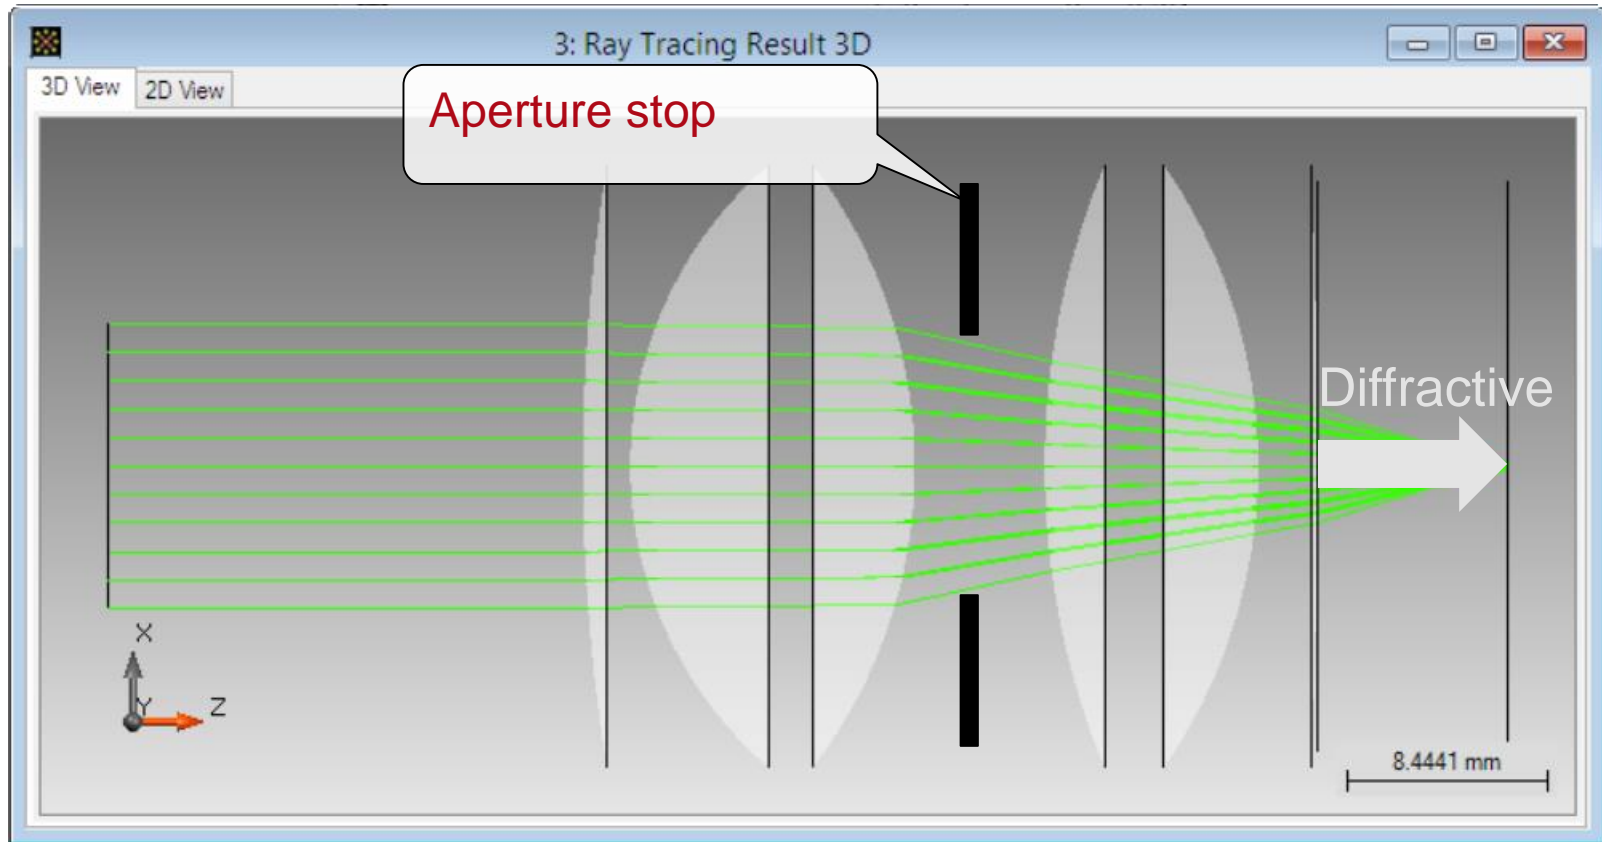 3: Ray Tracing Result 3D
3D View 2D View
Aperture stop
Diffractive
X
Y Z
8.4441 mm